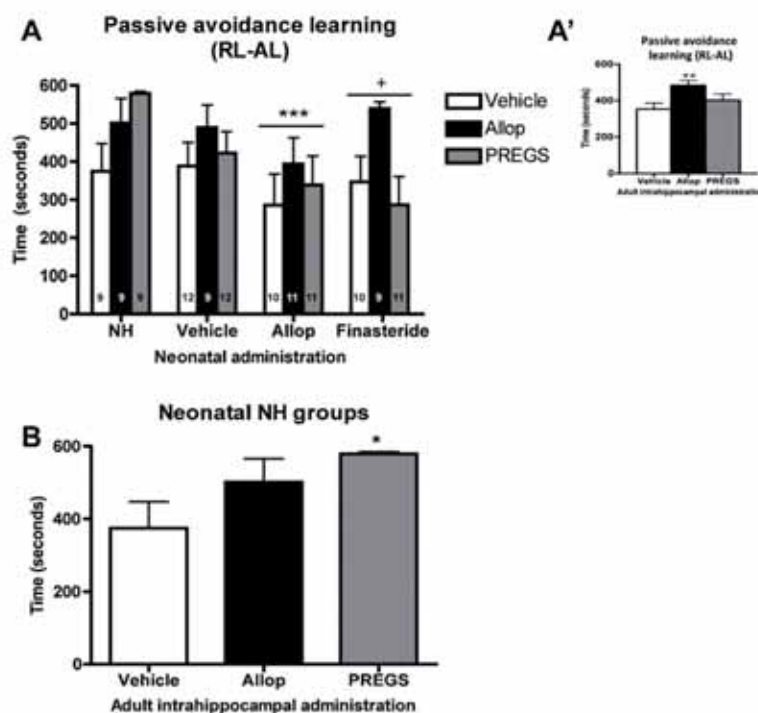 A
Passive avoidance learning
(RL-AL)
Time (seconds)
600
500
400
300
200
100
0
***
+
9
9
9
12
9
12
10
11
11
10
9
11
NH
Vehicle
Allop
Finasteride
Neonatal administration
Vehicle
Allop
PREGS
A'
Passive avoidance
learning (RL-AL)
Time (seconds)
600
400
200
0
**
Vehicle
Allop
PREGS
Adult intrahippocampal administration
B
Neonatal NH groups
Time (seconds)
600
400
200
0
*
Vehicle
Allop
PREGS
Adult intrahippocampal administration